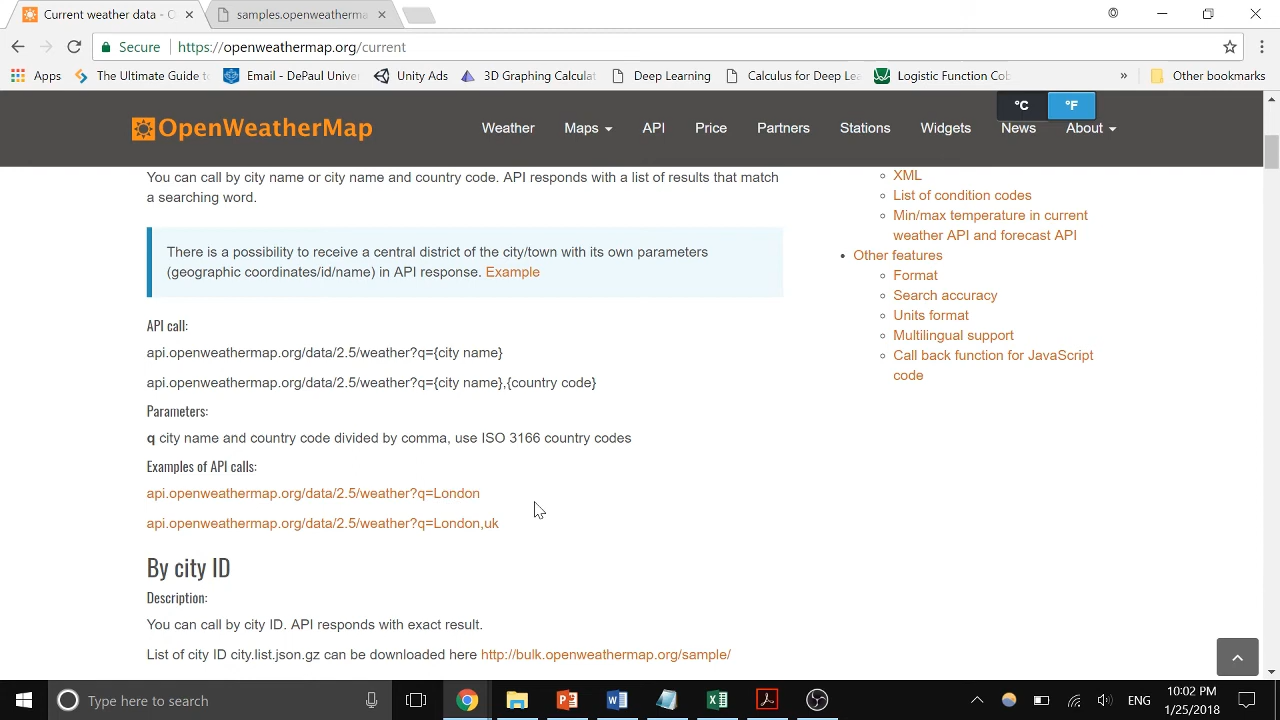 Current weather data - O
samples.openweatherma
Secure https://openweathermap.org/current
Apps The Ultimate Guide to Email - DePaul Univer Unity Ads 3D Graphing Calculat Deep Learning Calculus for Deep Lea Logistic Function » Other bookmarks
°C °F
OpenWeatherMap Weather Maps API Price Partners Stations Widgets News About
You can call by city name or city name and country code. API responds with a list of results that match
a searching word.
There is a possibility to receive a central district of the city/town with its own parameters
(geographic coordinates/id/name) in API response. Example
API call:
api.openweathermap.org/data/2.5/weather?q={city name}
api.openweathermap.org/data/2.5/weather?q={city name},{country code}
Parameters:
q city name and country code divided by comma, use ISO 3166 country codes
Examples of API calls:
api.openweathermap.org/data/2.5/weather?q=London
api.openweathermap.org/data/2.5/weather?q=London,uk
By city ID
Description:
You can call by city ID. API responds with exact result.
List of city ID city.list.json.gz can be downloaded here http://bulk.openweathermap.org/sample/
XML
List of condition codes
Min/max temperature in current
weather API and forecast API
Other features
Format
Search accuracy
Units format
Multilingual support
Call back function for JavaScript
code
Type here to search
ENG
10:02 PM
1/25/2018